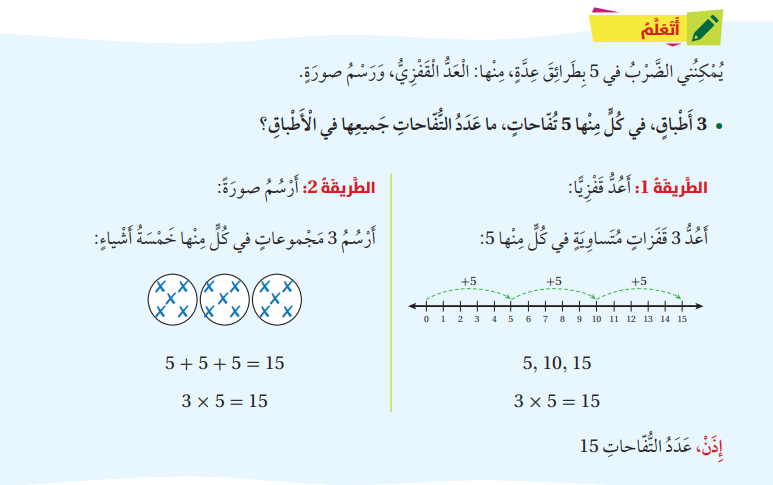 أَتَعَلَّمُ
يُمْكِنُني الضَّرْبُ في 5 بِطَرائِقَ عِدَّةٍ، مِنْها: الْعَدُّ الْقَفْزِيُّ، وَرَسْمُ صورَةٍ.
• 3 أَطْباقٍ، في كُلٍّ مِنْها 5 تُفّاحاتٍ، ما عَدَدُ التُّفّاحاتِ جَميعِها في الْأَطْباقِ؟
الطَّريقَةُ 1: أَعُدُّ قَفْزِيًّا:
أَعُدُّ 3 قَفَزاتٍ مُتَساوِيَةٍ في كُلٍّ مِنْها 5:
+5 +5 +5
0 1 2 3 4 5 6 7 8 9 10 11 12 13 14 15
5, 10, 15
3 × 5 = 15
الطَّريقَةُ 2: أَرْسُمُ صورَةً:
أَرْسُمُ 3 مَجْموعاتٍ في كُلٍّ مِنْها خَمْسَةُ أَشْياءٍ:
5 + 5 + 5 = 15
3 × 5 = 15
إِذَنْ، عَدَدُ التُّفّاحاتِ 15